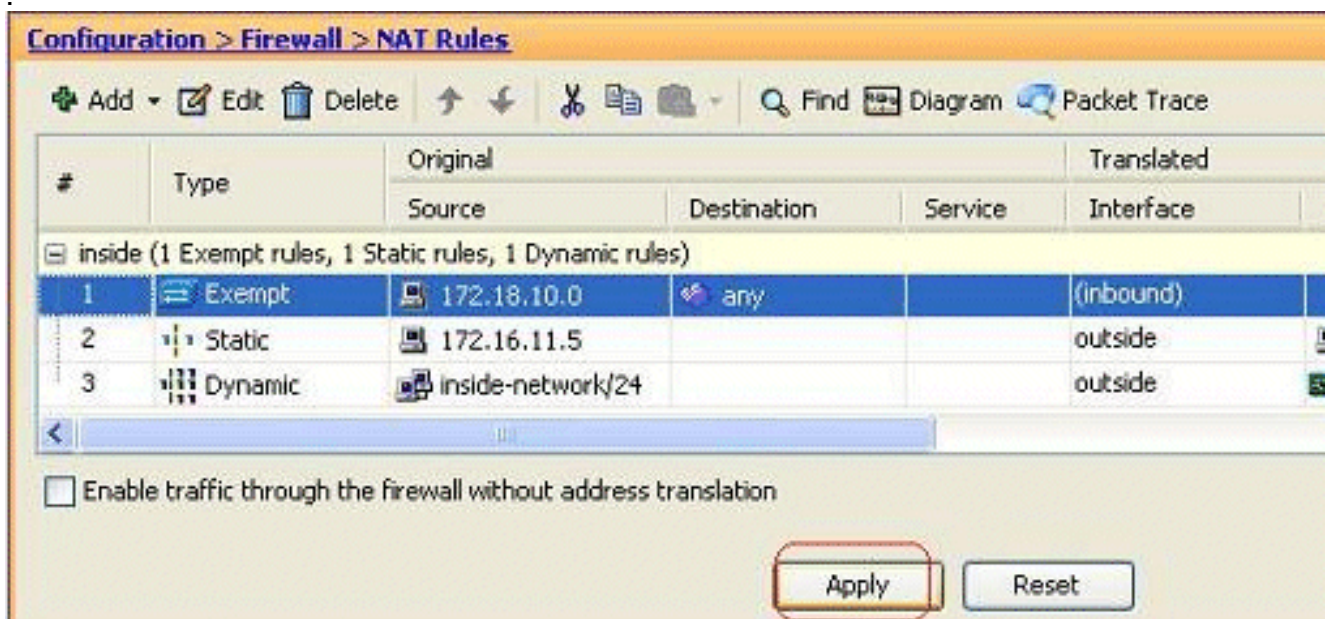 Configuration > Firewall > NAT Rules
Add Edit Delete Find Diagram Packet Trace
# Type Original Translated
Source Destination Service Interface
inside (1 Exempt rules, 1 Static rules, 1 Dynamic rules)
1 Exempt 172.18.10.0 any (inbound)
2 Static 172.16.11.5 outside
3 Dynamic inside-network/24 outside
Enable traffic through the firewall without address translation
Apply Reset